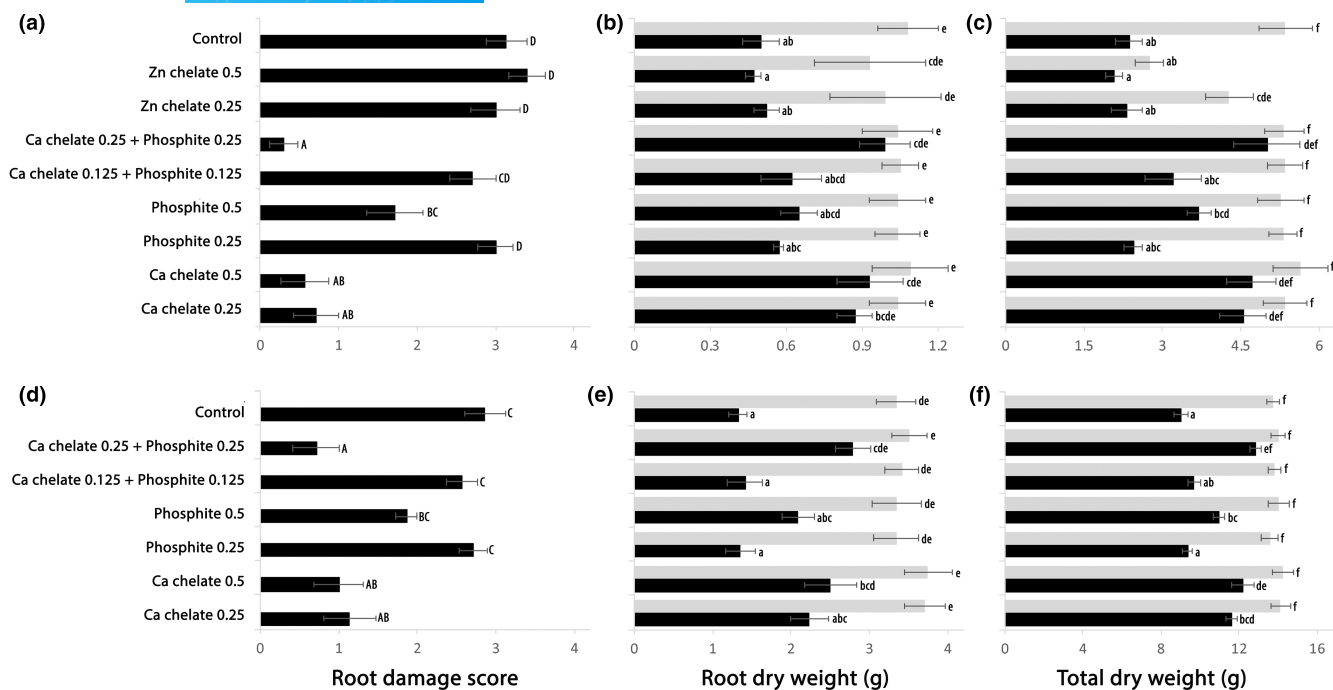 (a) (b) (c)
Control D e ab f ab
Zn chelate 0.5 D cde a ab a
Zn chelate 0.25 D de ab cde ab
Ca chelate 0.25 + Phosphite 0.25 A e cde f def
Ca chelate 0.125 + Phosphite 0.125 CD e abcd f abc
Phosphite 0.5 BC e abcd f bcd
Phosphite 0.25 D e abc f abc
Ca chelate 0.5 AB e cde f def
Ca chelate 0.25 AB e bcde f def
0 1 2 3 4 0 0.3 0.6 0.9 1.2 0 1.5 3 4.5 6
(d) (e) (f)
Control C de a f a
Ca chelate 0.25 + Phosphite 0.25 A e cde f ef
Ca chelate 0.125 + Phosphite 0.125 C de a f ab
Phosphite 0.5 BC de abc f bc
Phosphite 0.25 C de a f a
Ca chelate 0.5 AB e bcd f de
Ca chelate 0.25 AB e abc f bcd
0 1 2 3 4 0 1 2 3 4 0 4 8 12 16
Root damage score Root dry weight (g) Total dry weight (g)